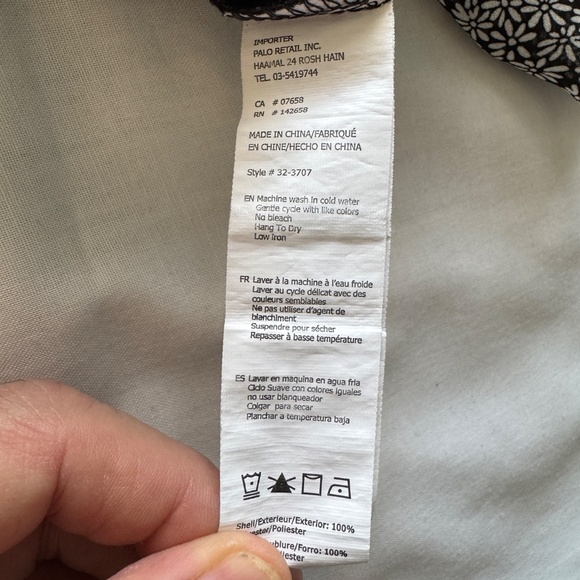 IMPORTER
PALO RETAIL INC.
HAAMAL 24 ROSH HAIN
TEL. 03-5419744
CA # 07658
RN # 142658
MADE IN CHINA/FABRIQUÉ
EN CHINE/HECHO EN CHINA
Style # 32-3707
EN Machine wash in cold water
Gentle cycle with like colors
No bleach
Hang To Dry
Low Iron
FR Laver à la machine à l'eau froide
Laver au cycle délicat avec des
couleurs semblables
Ne pas utiliser d'agent de
blanchiment
Suspendre pour sécher
Repasser à basse température
ES Lavar en maquina en agua fria
Ciclo Suave con colores iguales
no usar blanqueador
Colgar para secar
Planchar a temperatura baja
Shell/Exterieur/Exterior: 100%
ester/Poliester
ublure/Forro: 100%
liester